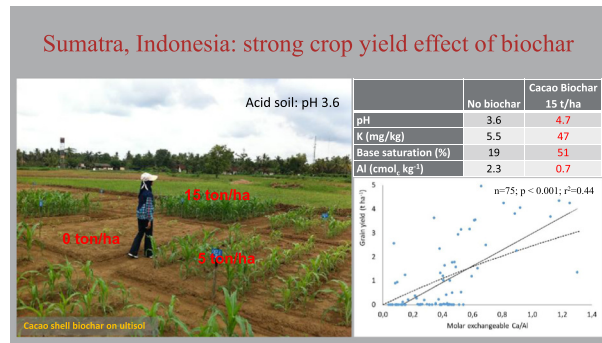 Sumatra, Indonesia: strong crop yield effect of biochar
Acid soil: pH 3.6
15 ton/ha
8 ton/ha
5 ton/ha
Cacao shell biochar on ultisol
No biochar Cacao Biochar
15 t/ha
pH 3.6 4.7
K (mg/kg) 5.5 47
Base saturation (%) 19 51
Al (cmolc kg-1) 2.3 0.7
n=75; p < 0.001; r2=0.44
Grain yield (t ha-1)
5
4
3
2
1
0
0,0 0,2 0,4 0,6 0,8 1,0 1,2 1,4
Molar exchangeable Ca/Al